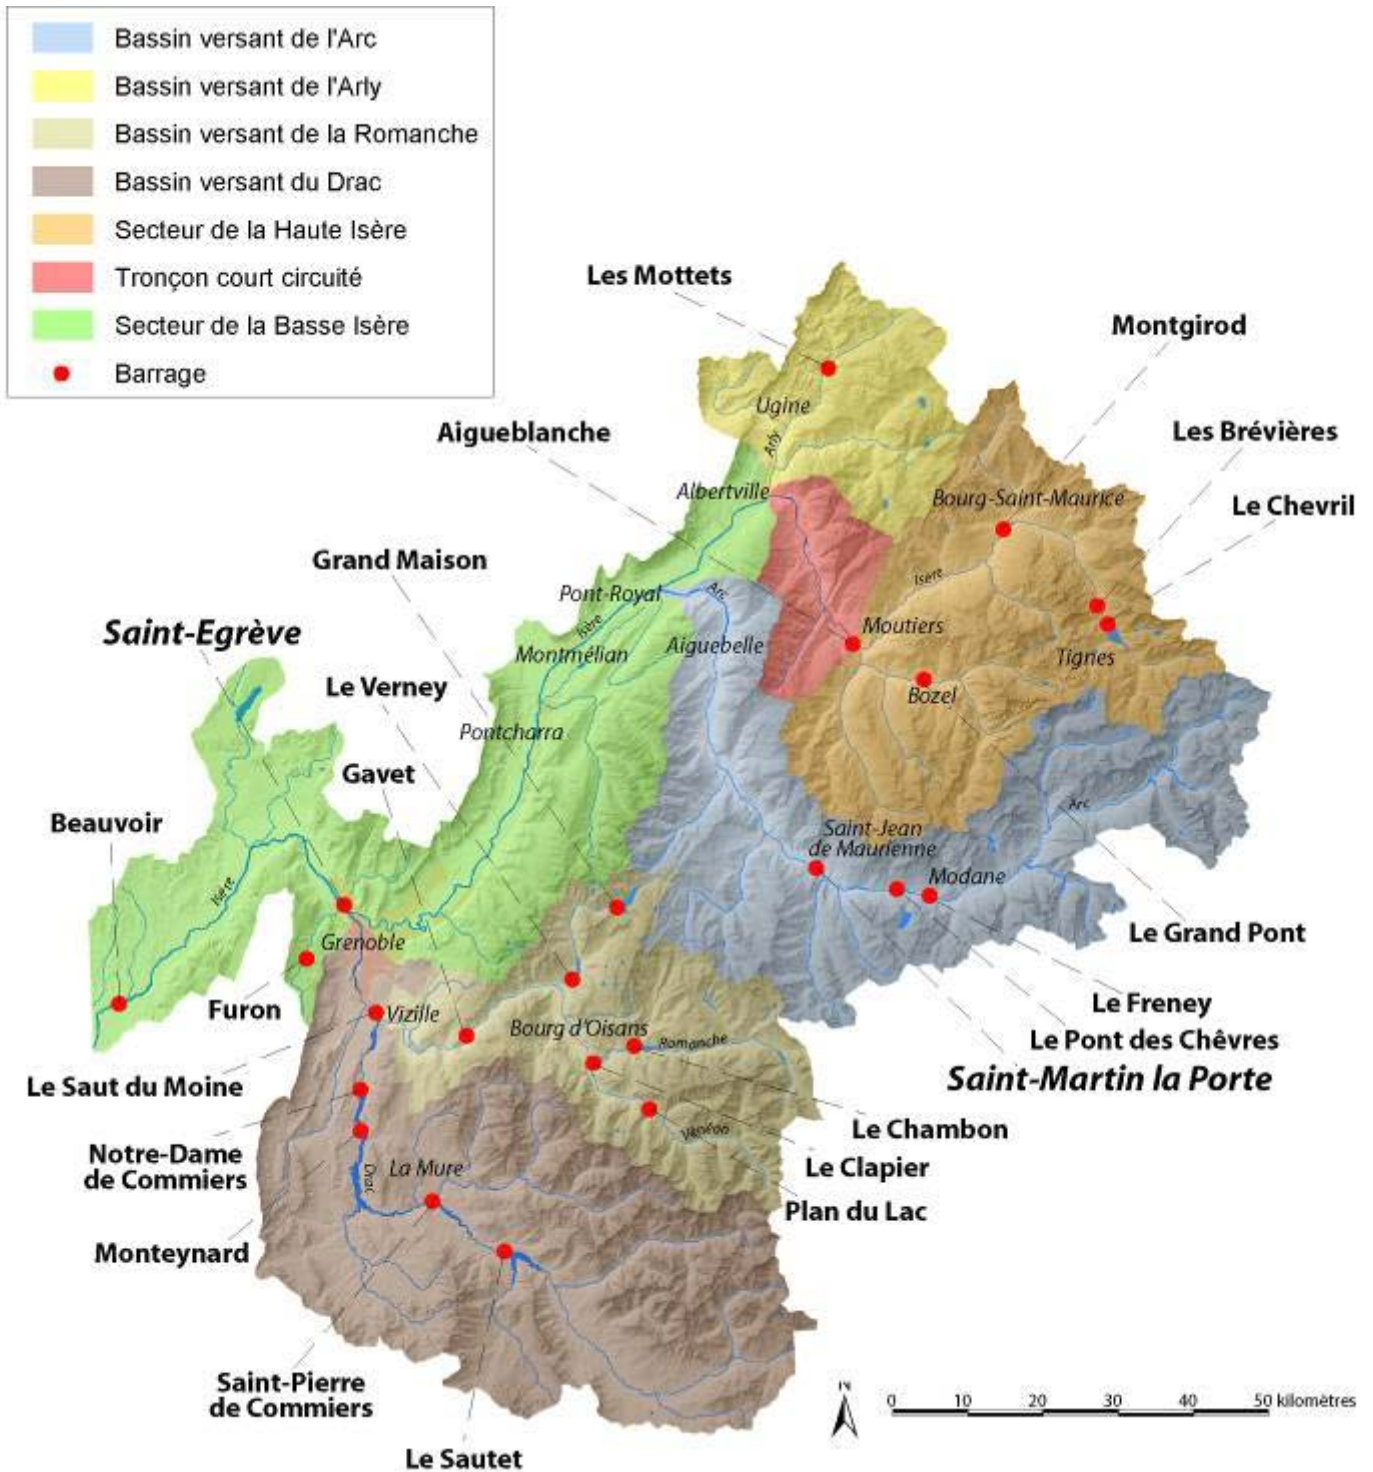 Bassin versant de l'Arc
Bassin versant de l'Arly
Bassin versant de la Romanche
Bassin versant du Drac
Secteur de la Haute Isère
Tronçon court circuité
Secteur de la Basse Isère
Barrage
Les Mottets
Montgirod
Ugine
Arly
Aigueblanche
Les Brévières
Albertville
Bourg-Saint-Maurice
Le Chevril
Grand Maison
Isère
Pont-Royal
Arc
Isère
Saint-Egrève
Moutiers
Montmélian
Aiguebelle
Tignes
Le Verney
Bozel
Pontcharra
Gavet
Arc
Beauvoir
Saint-Jean
de Maurienne
Modane
Isère
Le Grand Pont
Grenoble
Furon
Vizille
Bourg d'Oisans
Romanche
Le Freney
Le Pont des Chêvres
Saint-Martin la Porte
Le Saut du Moine
Le Chambon
Vénéon
Notre-Dame
de Commiers
Drac
La Mure
Le Clapier
Plan du Lac
Monteynard
Saint-Pierre
de Commiers
Le Sautet
0 10 20 30 40 50 kilomètres